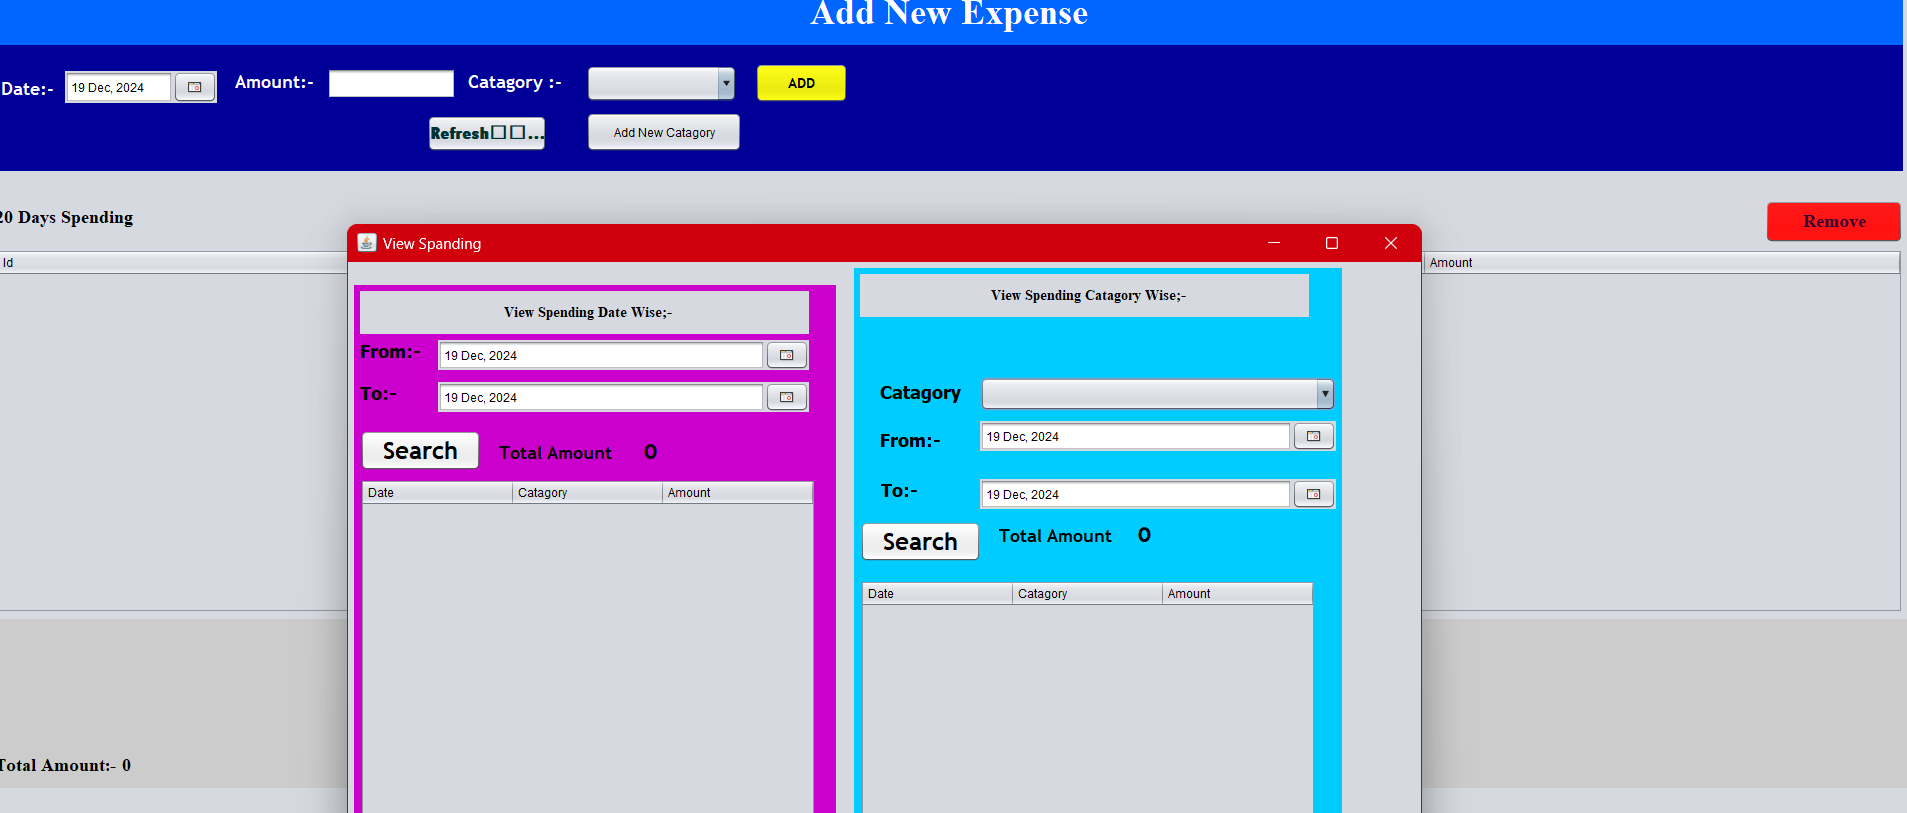 Add New Expense
Date:- 19 Dec, 2024 Amount:- Catagory :- ADD
Refresh□□... Add New Catagory
20 Days Spending
Remove
Id
Amount
View Spanding
View Spending Date Wise;-
From:- 19 Dec, 2024
To:- 19 Dec, 2024
Search Total Amount 0
Date Catagory Amount
View Spending Catagory Wise;-
Catagory
From:- 19 Dec, 2024
To:- 19 Dec, 2024
Search Total Amount 0
Date Catagory Amount
Total Amount:- 0